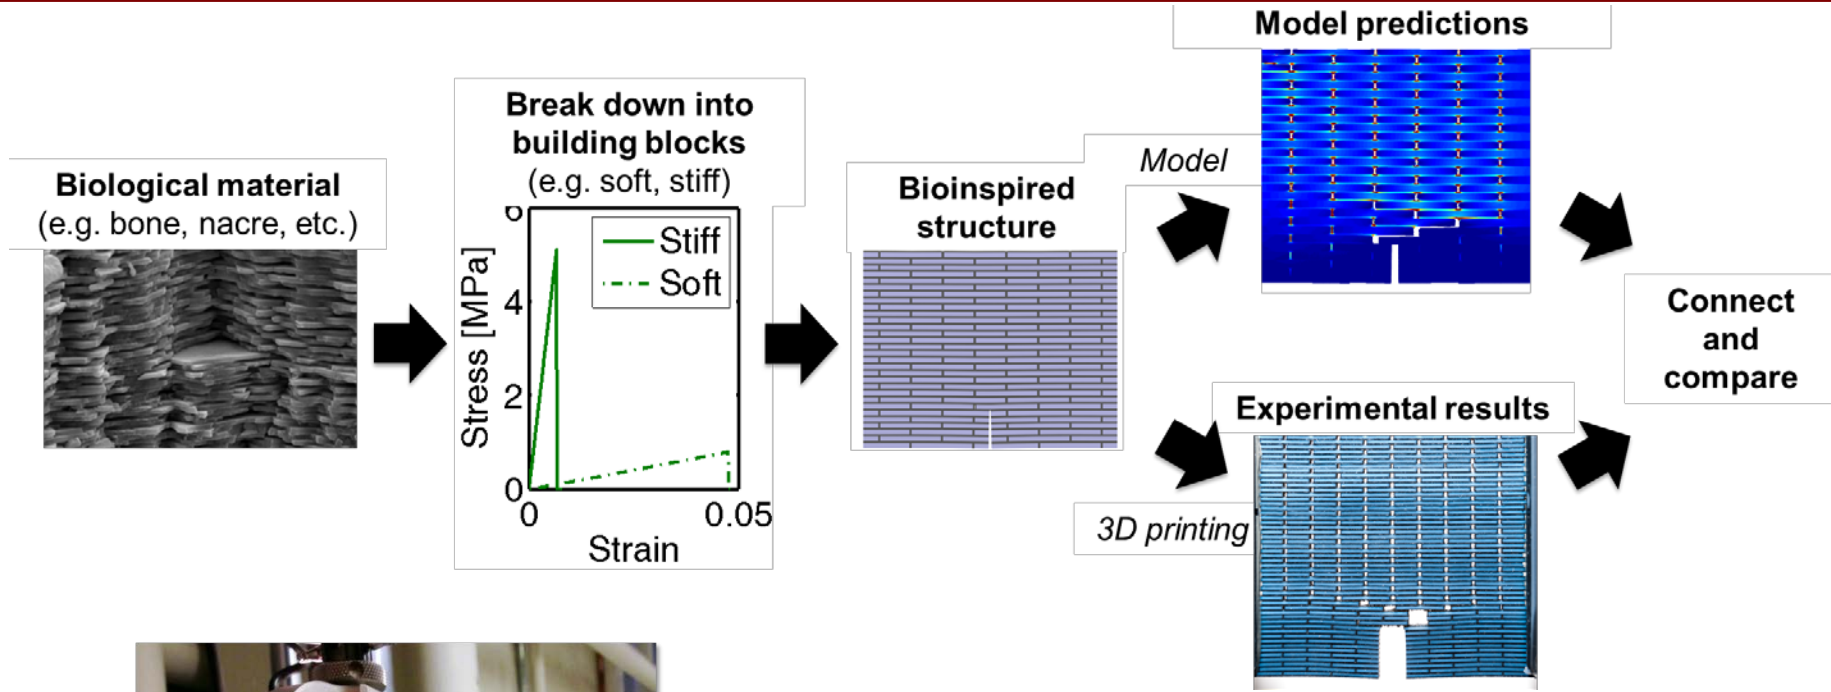 Biological material
(e.g. bone, nacre, etc.)
Break down into
building blocks
(e.g. soft, stiff)
Stress [MPa]
6
4
2
0
Stiff
Soft
0
0.05
Strain
Bioinspired
structure
Model
3D printing
Model predictions
Experimental results
Connect
and
compare